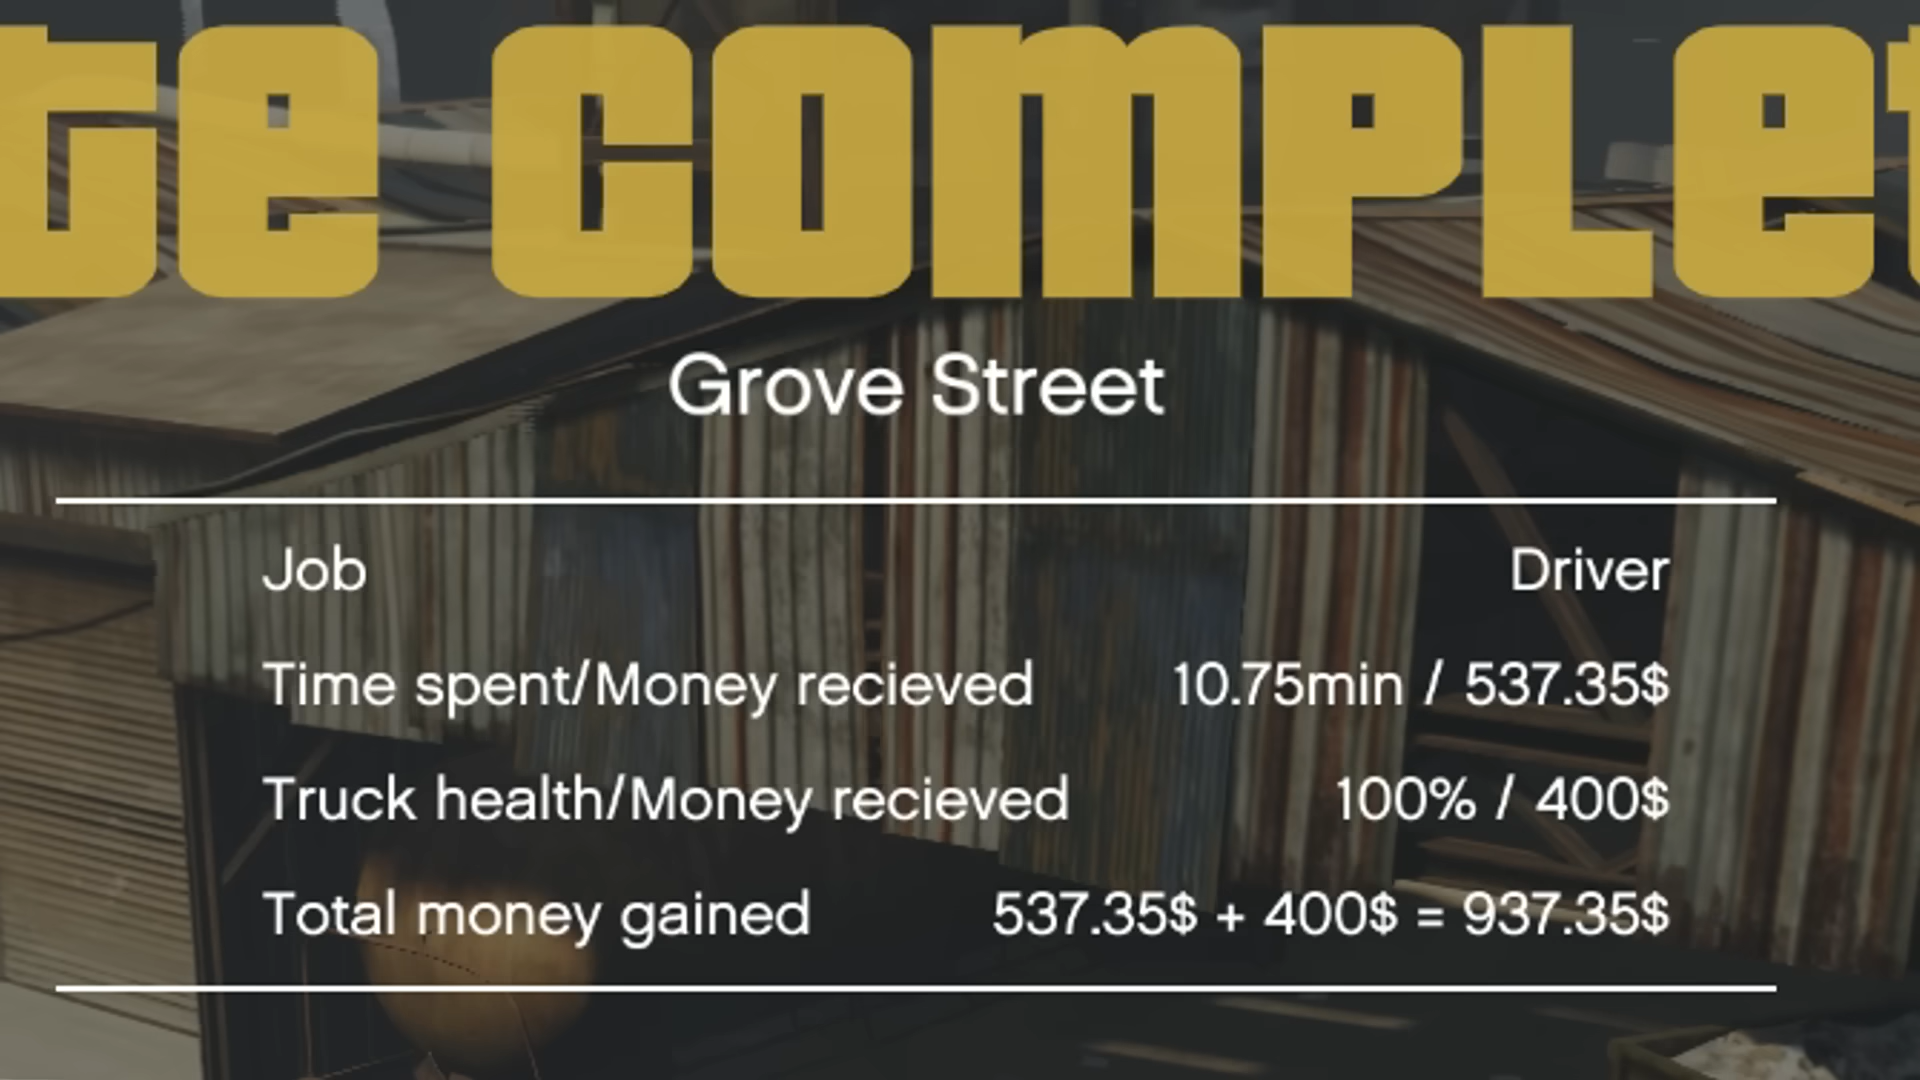 te COMPLet
Grove Street
Job Driver
Time spent/Money recieved 10.75min / 537.35$
Truck health/Money recieved 100% / 400$
Total money gained 537.35$ + 400$ = 937.35$